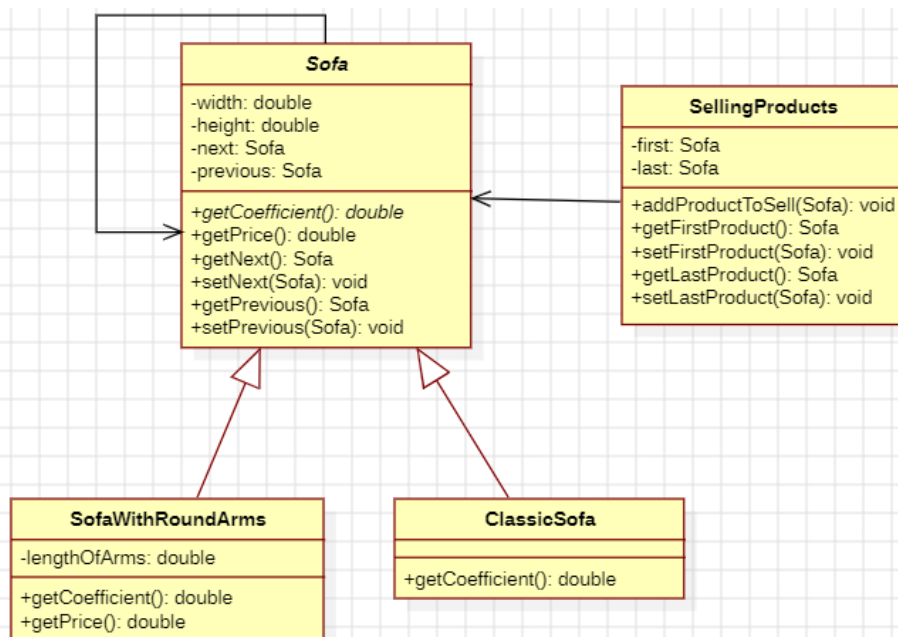 Sofa
-width: double
-height: double
-next: Sofa
-previous: Sofa
+getCoefficient(): double
+getPrice(): double
+getNext(): Sofa
+setNext(Sofa): void
+getPrevious(): Sofa
+setPrevious(Sofa): void
SellingProducts
-first: Sofa
-last: Sofa
+addProductToSell(Sofa): void
+getFirstProduct(): Sofa
+setFirstProduct(Sofa): void
+getLastProduct(): Sofa
+setLastProduct(Sofa): void
SofaWithRoundArms
-lengthOfArms: double
+getCoefficient(): double
+getPrice(): double
ClassicSofa
+getCoefficient(): double